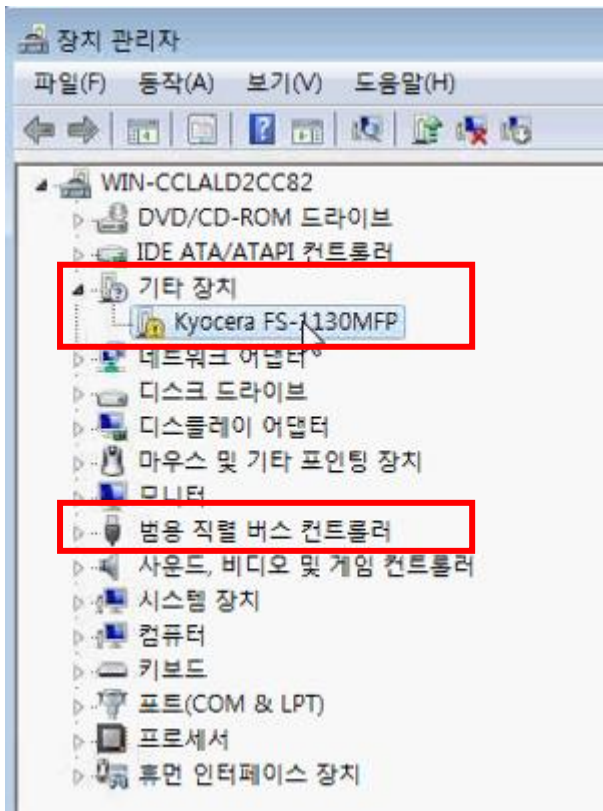 장치 관리자
파일(F) 동작(A) 보기(V) 도움말(H)
WIN-CCLALD2CC82
DVD/CD-ROM 드라이브
IDE ATA/ATAPI 컨트롤러
기타 장치
Kyocera FS-1130MFP
네트워크 어댑터
디스크 드라이브
디스플레이 어댑터
마우스 및 기타 포인팅 장치
모니터
범용 직렬 버스 컨트롤러
사운드, 비디오 및 게임 컨트롤러
시스템 장치
컴퓨터
키보드
포트(COM & LPT)
프로세서
휴먼 인터페이스 장치